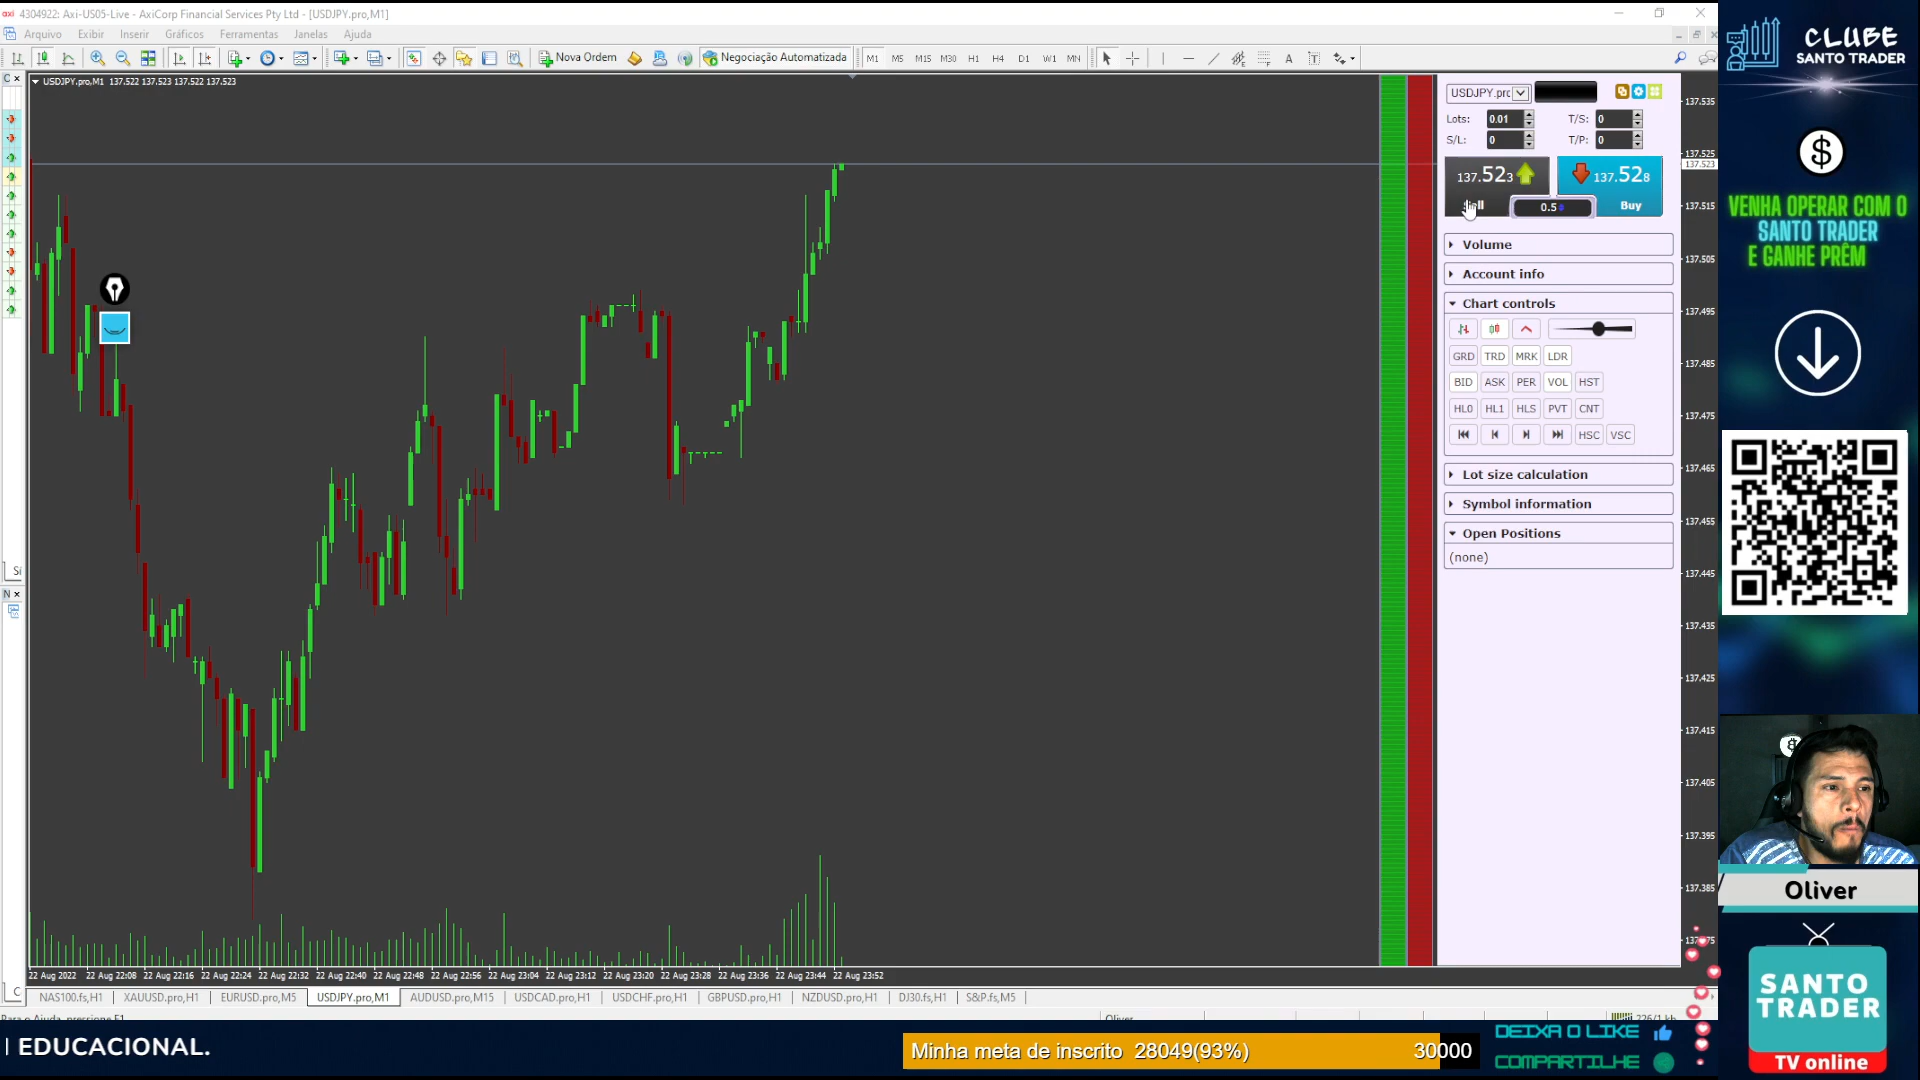 4304922: Axi-US05-Live - AxiCorp Financial Services Pty Ltd - [USDJPY.pro,M1]
Arquivo Exibir Inserir Gráficos Ferramentas Janelas Ajuda
Nova Ordem Negociação Automatizada M1 M5 M15 M30 H1 H4 D1 W1 MN
USDJPY.pro,M1 137.522 137.523 137.522 137.523
USDJPY.prc
Lots: 0.01 T/S: 0
S/L: 0 T/P: 0
137.523 137.528
Sell 0.5 Buy
Volume
Account info
Chart controls
GRD TRD MRK LDR
BID ASK PER VOL HST
HL0 HL1 HLS PVT CNT
HSC VSC
Lot size calculation
Symbol information
Open Positions
(none)
137.535
137.525
137.523
137.515
137.505
137.495
137.485
137.475
137.465
137.455
137.445
137.435
137.425
137.415
137.405
137.395
137.385
22 Aug 2022 22 Aug 22:08 22 Aug 22:16 22 Aug 22:24 22 Aug 22:32 22 Aug 22:40 22 Aug 22:48 22 Aug 22:56 22 Aug 23:04 22 Aug 23:12 22 Aug 23:20 22 Aug 23:28 22 Aug 23:36 22 Aug 23:44 22 Aug 23:52
NAS100.fs,H1 XAUUSD.pro,H1 EURUSD.pro,M5 USDJPY.pro,M1 AUDUSD.pro,M15 USDCAD.pro,H1 USDCHF.pro,H1 GBPUSD.pro,H1 NZDUSD.pro,H1 DJ30.fs,H1 S&P.fs,M5
Para o Ajuda, pressione F1 Oliver 226/1 kb
EDUCACIONAL.
Minha meta de inscrito 28049(93%) 30000
DEIXA O LIKE
COMPARTILHE
CLUBE
SANTO TRADER
$
VENHA OPERAR COM O
SANTO TRADER
E GANHE PRÊM
Oliver
SANTO
TRADER
TV online